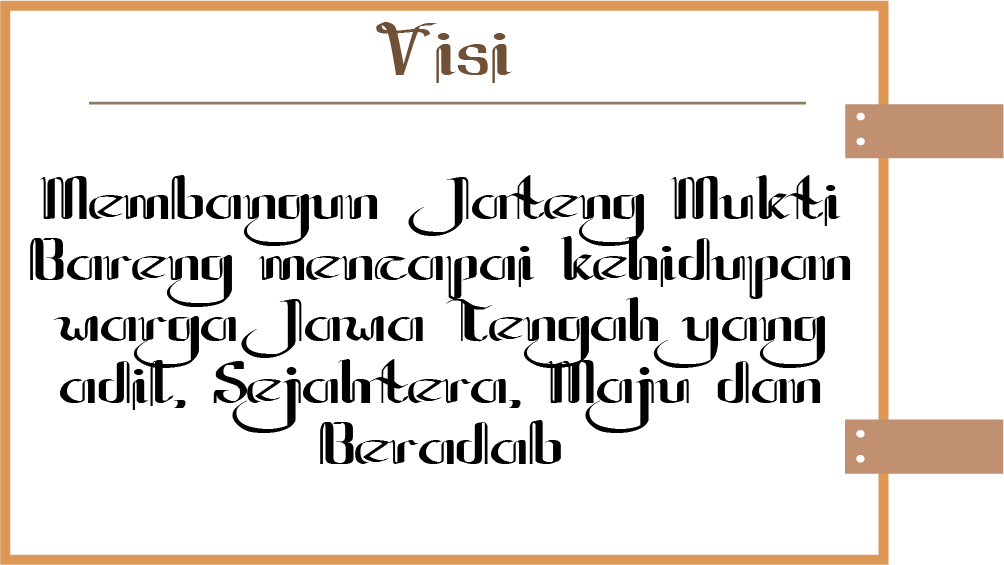 Visi
Membangun Jateng Mukti
Bareng mencapai kehidupan
warga Jawa Tengah yang
adil, Sejahtera, Maju dan
Beradab